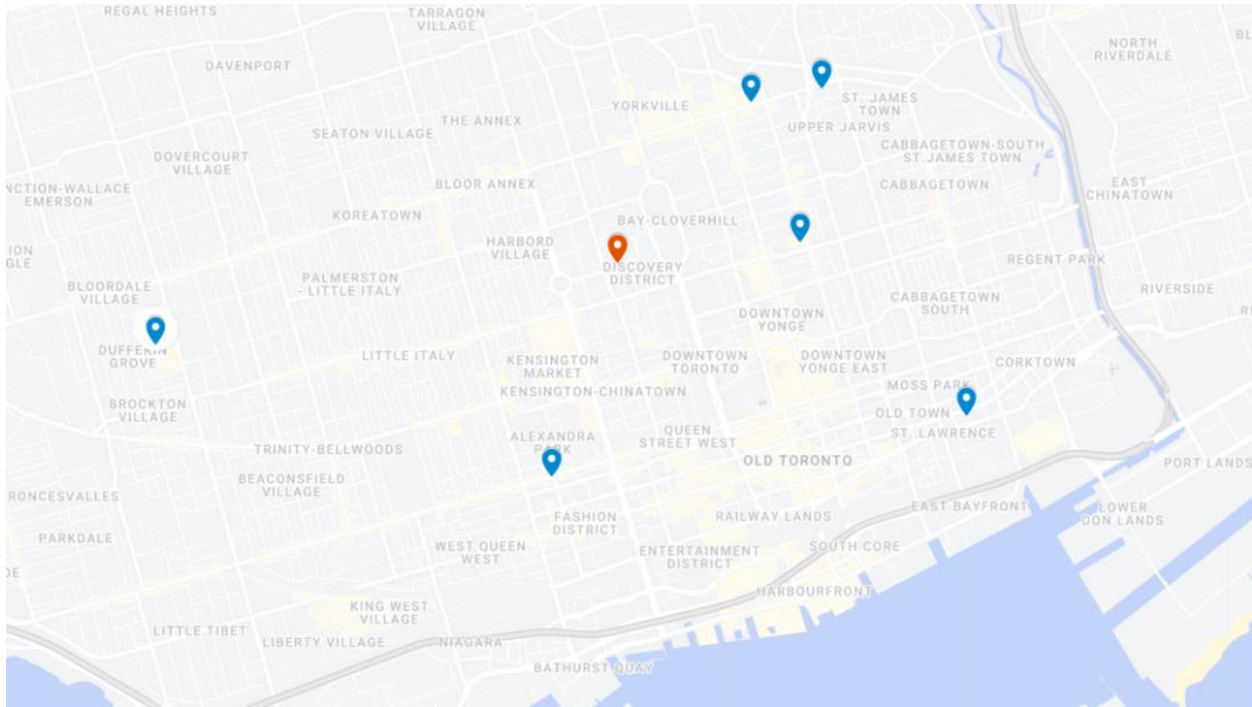 REGAL HEIGHTS
TARRAGON
VILLAGE
NORTH
RIVERDALE
BL
DAVENPORT
YORKVILLE
ST. JAMES
TOWN
THE ANNEX
SEATON VILLAGE
UPPER JARVIS
DOVERCOURT
VILLAGE
CABBAGETOWN-SOUTH
ST.JAMES TOWN
NCTION-WALLACE
EMERSON
BLOOR ANNEX
CABBAGETOWN
EAST
CHINATOWN
KOREATOWN
BAY-CLOVERHILL
HARBORD
VILLAGE
ION
GLE
DISCOVERY
DISTRICT
REGENT PARK
PALMERSTON
- LITTLE ITALY
BLOORDALE
VILLAGE
RIVERSIDE
CABBAGETOWN
SOUTH
DOWNTOWN
YONGE
DUFFERIN
GROVE
LITTLE ITALY
KENSINGTON
MARKET
DOWNTOWN
TORONTO
DOWNTOWN
YONGE EAST
CORKTOWN
MOSS PARK
KENSINGTON-CHINATOWN
BROCKTON
VILLAGE
OLD TOWN
ST. LAWRENCE
QUEEN
STREET WEST
ALEXANDRA
PARK
TRINITY-BELLWOODS
OLD TORONTO
PORT LANDS
BEACONSFIELD
VILLAGE
RONCESVALLES
EAST BAYFRONT
LOWER
DON LANDS
FASHION
DISTRICT
RAILWAY LANDS
PARKDALE
WEST QUEEN
WEST
ENTERTAINMENT
DISTRICT
SOUTH CORE
DE
HARBOURFRONT
KING WEST
VILLAGE
LITTLE TIBET
LIBERTY VILLAGE
NIAGARA
BATHURST QUAY